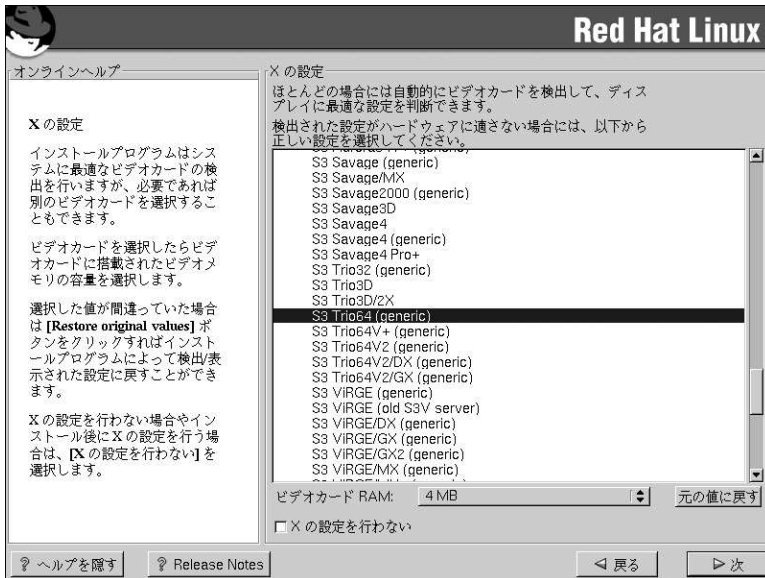 Red Hat Linux
オンラインヘルプ
X の設定
インストールプログラムはシス
テムに最適なビデオカードの検
出を行いますが、必要であれば
別のビデオカードを選択するこ
ともできます。
ビデオカードを選択したらビデ
オカードに搭載されたビデオメ
モリの容量を選択します。
選択した値が間違っていた場合
は [Restore original values] ボ
タンをクリックすればインスト
ールプログラムによって検出/表
示された設定に戻すことができ
ます。
X の設定を行わない場合やイン
ストール後に X の設定を行う場
合は、[X の設定を行わない] を
選択します。
X の設定
ほとんどの場合には自動的にビデオカードを検出して、ディス
プレイに最適な設定を判断できます。
検出された設定がハードウェアに適さない場合には、以下から
正しい設定を選択してください。
S3 Savage (generic)
S3 Savage/MX
S3 Savage2000 (generic)
S3 Savage3D
S3 Savage4
S3 Savage4 (generic)
S3 Savage4 Pro+
S3 Trio32 (generic)
S3 Trio3D
S3 Trio3D/2X
S3 Trio64 (generic)
S3 Trio64V+ (generic)
S3 Trio64V2 (generic)
S3 Trio64V2/DX (generic)
S3 Trio64V2/GX (generic)
S3 ViRGE (generic)
S3 ViRGE (old S3V server)
S3 ViRGE/DX (generic)
S3 ViRGE/GX (generic)
S3 ViRGE/GX2 (generic)
S3 ViRGE/MX (generic)
ビデオカード RAM: 4 MB 元の値に戻す
X の設定を行わない
? ヘルプを隠す ? Release Notes 戻る 次